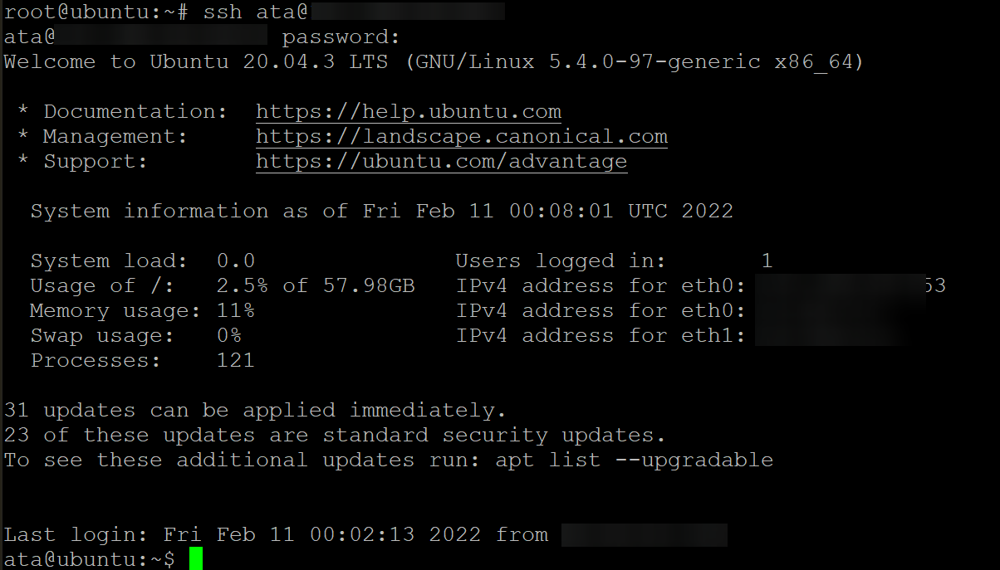 root@ubuntu:~# ssh ata@
ata@ password:
Welcome to Ubuntu 20.04.3 LTS (GNU/Linux 5.4.0-97-generic x86_64)
* Documentation: https://help.ubuntu.com
* Management: https://landscape.canonical.com
* Support: https://ubuntu.com/advantage
System information as of Fri Feb 11 00:08:01 UTC 2022
System load: 0.0 Users logged in: 1
Usage of /: 2.5% of 57.98GB IPv4 address for eth0: 53
Memory usage: 11% IPv4 address for eth0:
Swap usage: 0% IPv4 address for eth1:
Processes: 121
31 updates can be applied immediately.
23 of these updates are standard security updates.
To see these additional updates run: apt list --upgradable
Last login: Fri Feb 11 00:02:13 2022 from
ata@ubuntu:~$